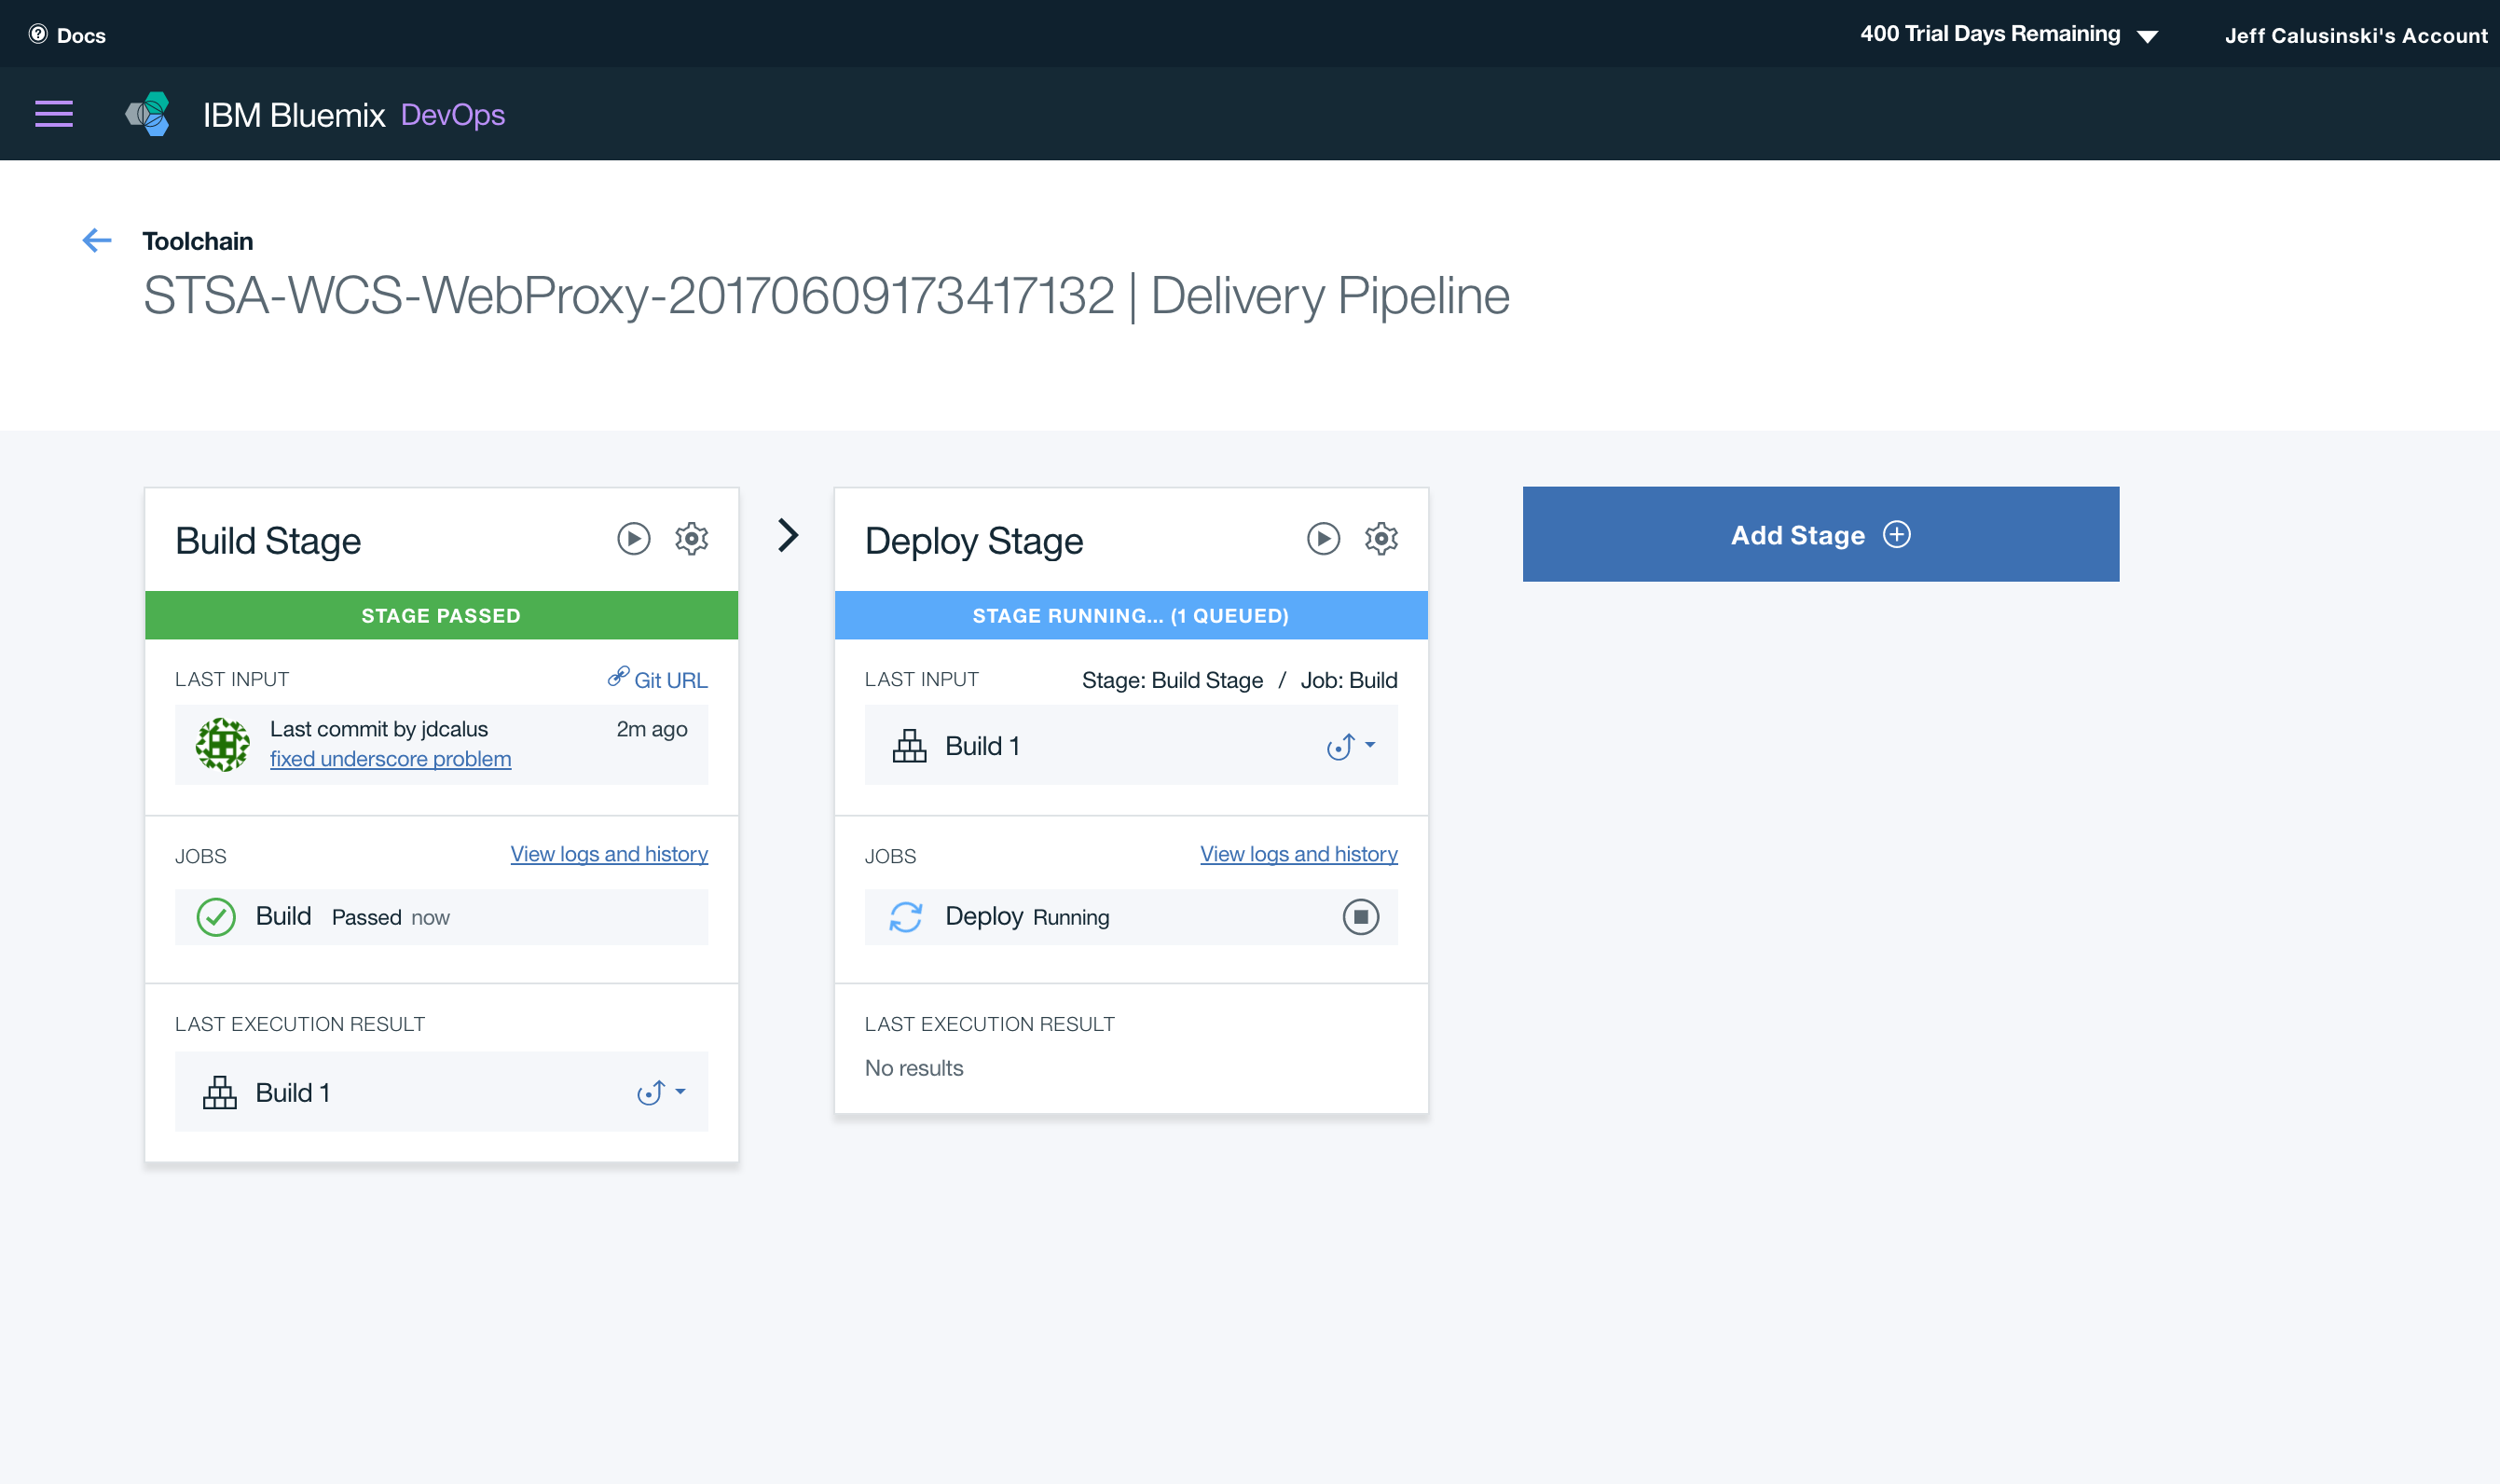 Docs
400 Trial Days Remaining
Jeff Calusinski's Account
IBM Bluemix DevOps
Toolchain
STSA-WCS-WebProxy-20170609173417132 | Delivery Pipeline
Build Stage
STAGE PASSED
LAST INPUT
Git URL
Last commit by jdcalus
2m ago
fixed underscore problem
JOBS
View logs and history
Build Passed now
LAST EXECUTION RESULT
Build 1
Deploy Stage
STAGE RUNNING... (1 QUEUED)
LAST INPUT
Stage: Build Stage / Job: Build
Build 1
JOBS
View logs and history
Deploy Running
LAST EXECUTION RESULT
No results
Add Stage